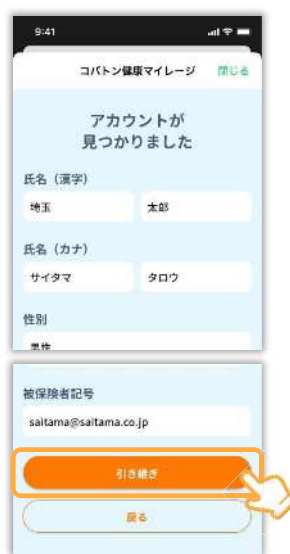 9:41
コバトン健康マイレージ 閉じる
アカウントが
見つかりました
氏名（漢字）
埼玉 太郎
氏名（カナ）
サイタマ タロウ
性別
男性
被保険者記号
saitama@saitama.co.jp
引き継ぎ
戻る